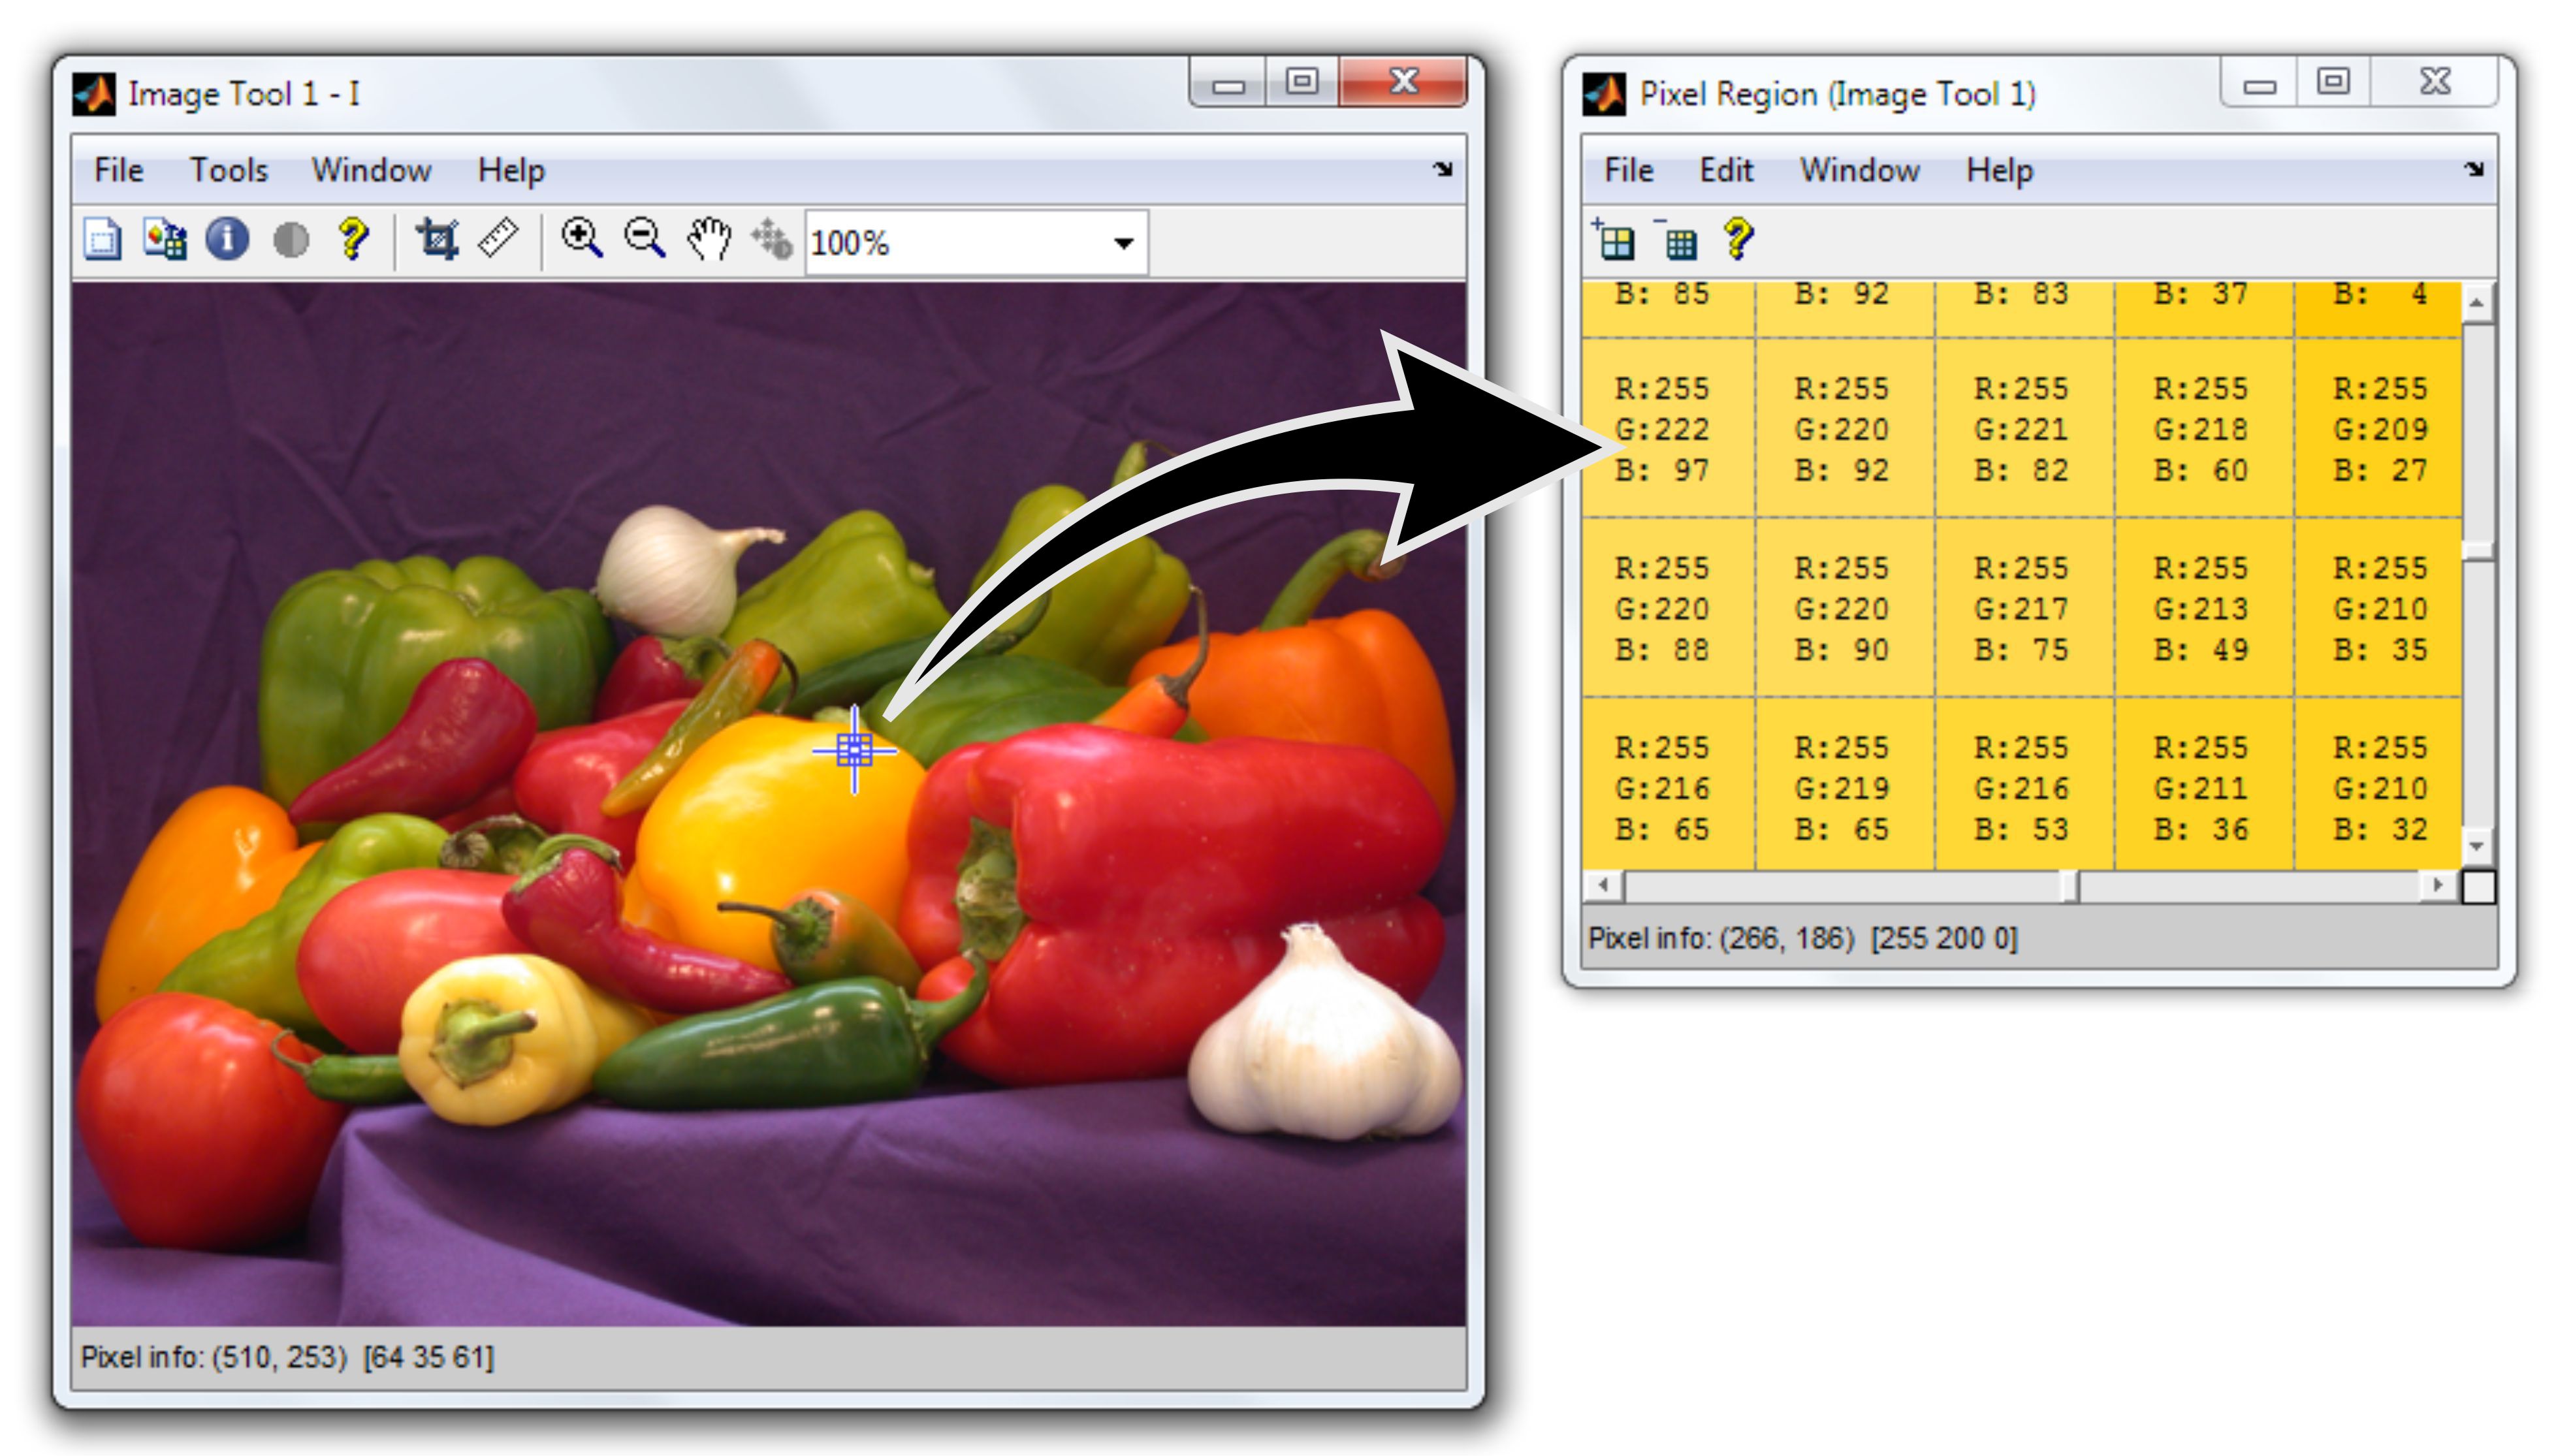 Image Tool 1 - I
File Tools Window Help
100%
Pixel info: (510, 253) [64 35 61]
Pixel Region (Image Tool 1)
File Edit Window Help
B: 85 B: 92 B: 83 B: 37 B: 4
R:255 R:255 R:255 R:255 R:255
G:222 G:220 G:221 G:218 G:209
B: 97 B: 92 B: 82 B: 60 B: 27
R:255 R:255 R:255 R:255 R:255
G:220 G:220 G:217 G:213 G:210
B: 88 B: 90 B: 75 B: 49 B: 35
R:255 R:255 R:255 R:255 R:255
G:216 G:219 G:216 G:211 G:210
B: 65 B: 65 B: 53 B: 36 B: 32
Pixel info: (266, 186) [255 200 0]